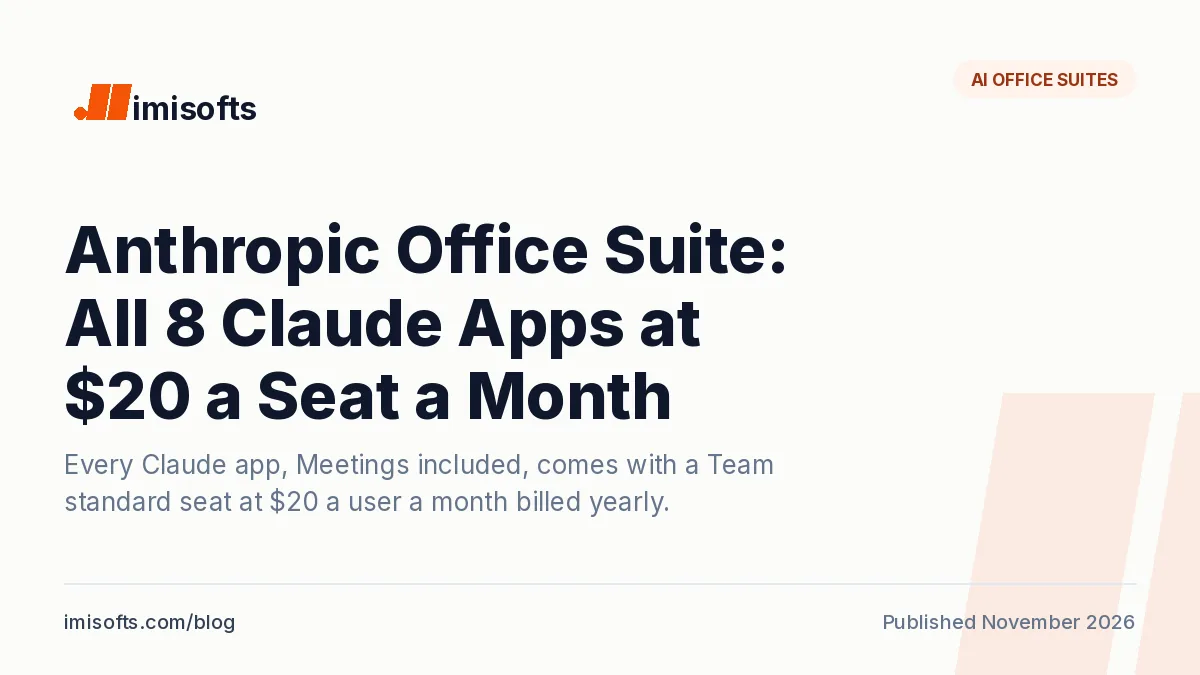 imisofts
AI OFFICE SUITES
Anthropic Office Suite:
All 8 Claude Apps at
$20 a Seat a Month
Every Claude app, Meetings included, comes with a Team
standard seat at $20 a user a month billed yearly.
imisofts.com/blog
Published November 2026